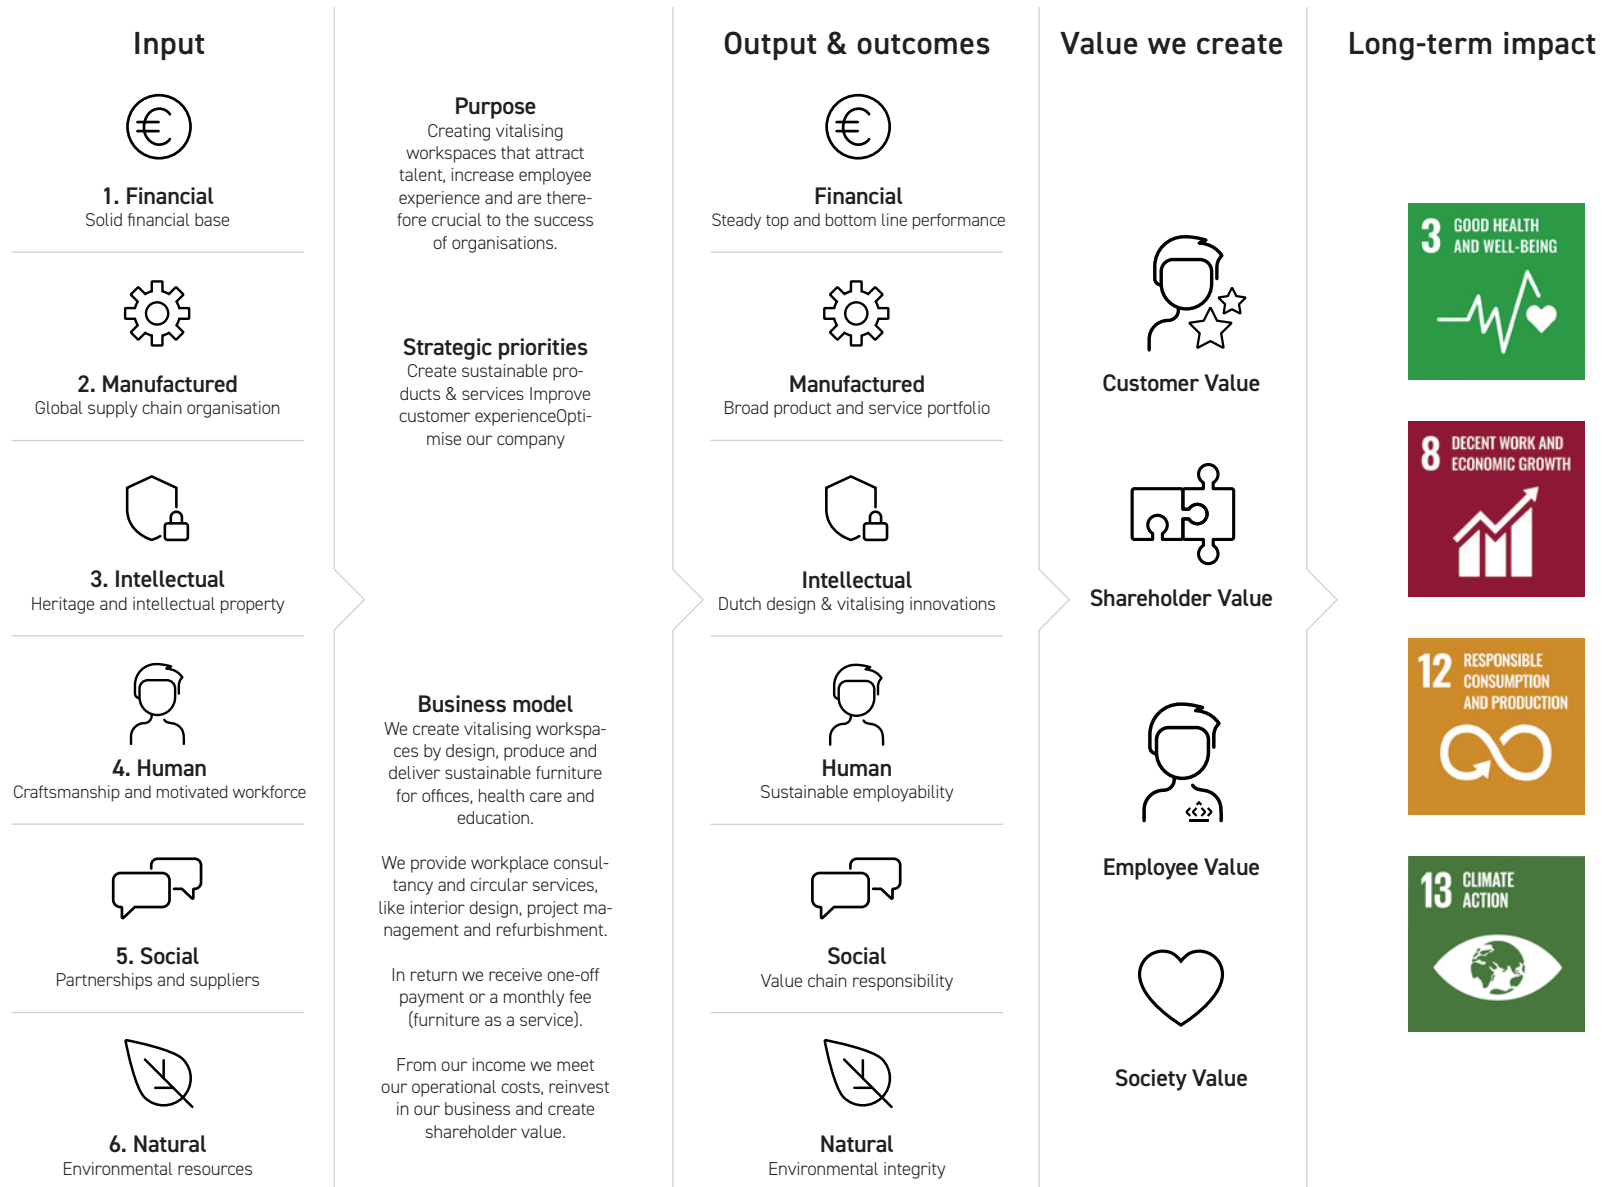 Input
1. Financial
Solid financial base
2. Manufactured
Global supply chain organisation
3. Intellectual
Heritage and intellectual property
4. Human
Craftsmanship and motivated workforce
5. Social
Partnerships and suppliers
6. Natural
Environmental resources
Purpose
Creating vitalising
workspaces that attract
talent, increase employee
experience and are there-
fore crucial to the success
of organisations.
Strategic priorities
Create sustainable pro-
ducts & services Improve
customer experienceOpti-
mise our company
Business model
We create vitalising workspa-
ces by design, produce and
deliver sustainable furniture
for offices, health care and
education.
We provide workplace consul-
tancy and circular services,
like interior design, project ma-
nagement and refurbishment.
In return we receive one-off
payment or a monthly fee
(furniture as a service).
From our income we meet
our operational costs, reinvest
in our business and create
shareholder value.
Output & outcomes
Financial
Steady top and bottom line performance
Manufactured
Broad product and service portfolio
Intellectual
Dutch design & vitalising innovations
Human
Sustainable employability
Social
Value chain responsibility
Natural
Environmental integrity
Value we create
Customer Value
Shareholder Value
Employee Value
Society Value
Long-term impact
3 GOOD HEALTH
AND WELL-BEING
8 DECENT WORK AND
ECONOMIC GROWTH
12 RESPONSIBLE
CONSUMPTION
AND PRODUCTION
13 CLIMATE
ACTION